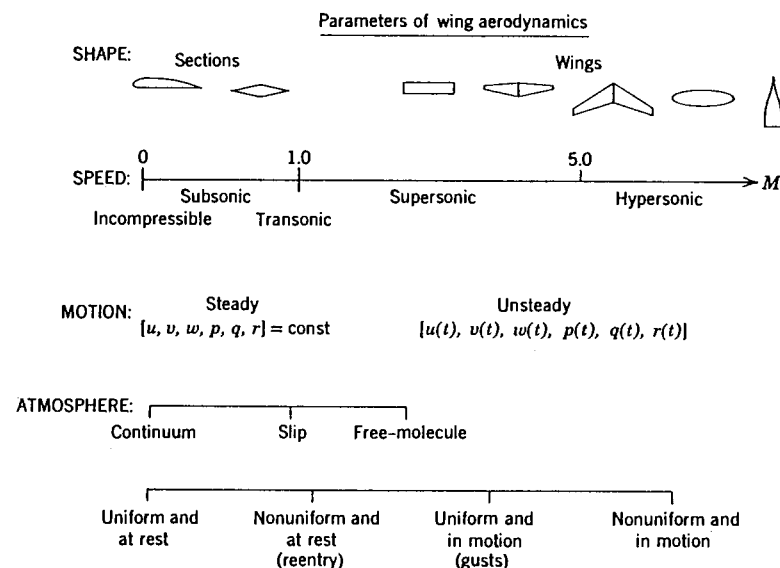 Parameters of wing aerodynamics
SHAPE:
Sections
Wings
0
1.0
5.0
SPEED:
M
Subsonic
Supersonic
Hypersonic
Incompressible
Transonic
MOTION:
Steady
Unsteady
[u, v, w, p, q, r] = const
[u(t), v(t), w(t), p(t), q(t), r(t)]
ATMOSPHERE:
Continuum
Slip
Free-molecule
Uniform and
at rest
Nonuniform and
at rest
(reentry)
Uniform and
in motion
(gusts)
Nonuniform and
in motion